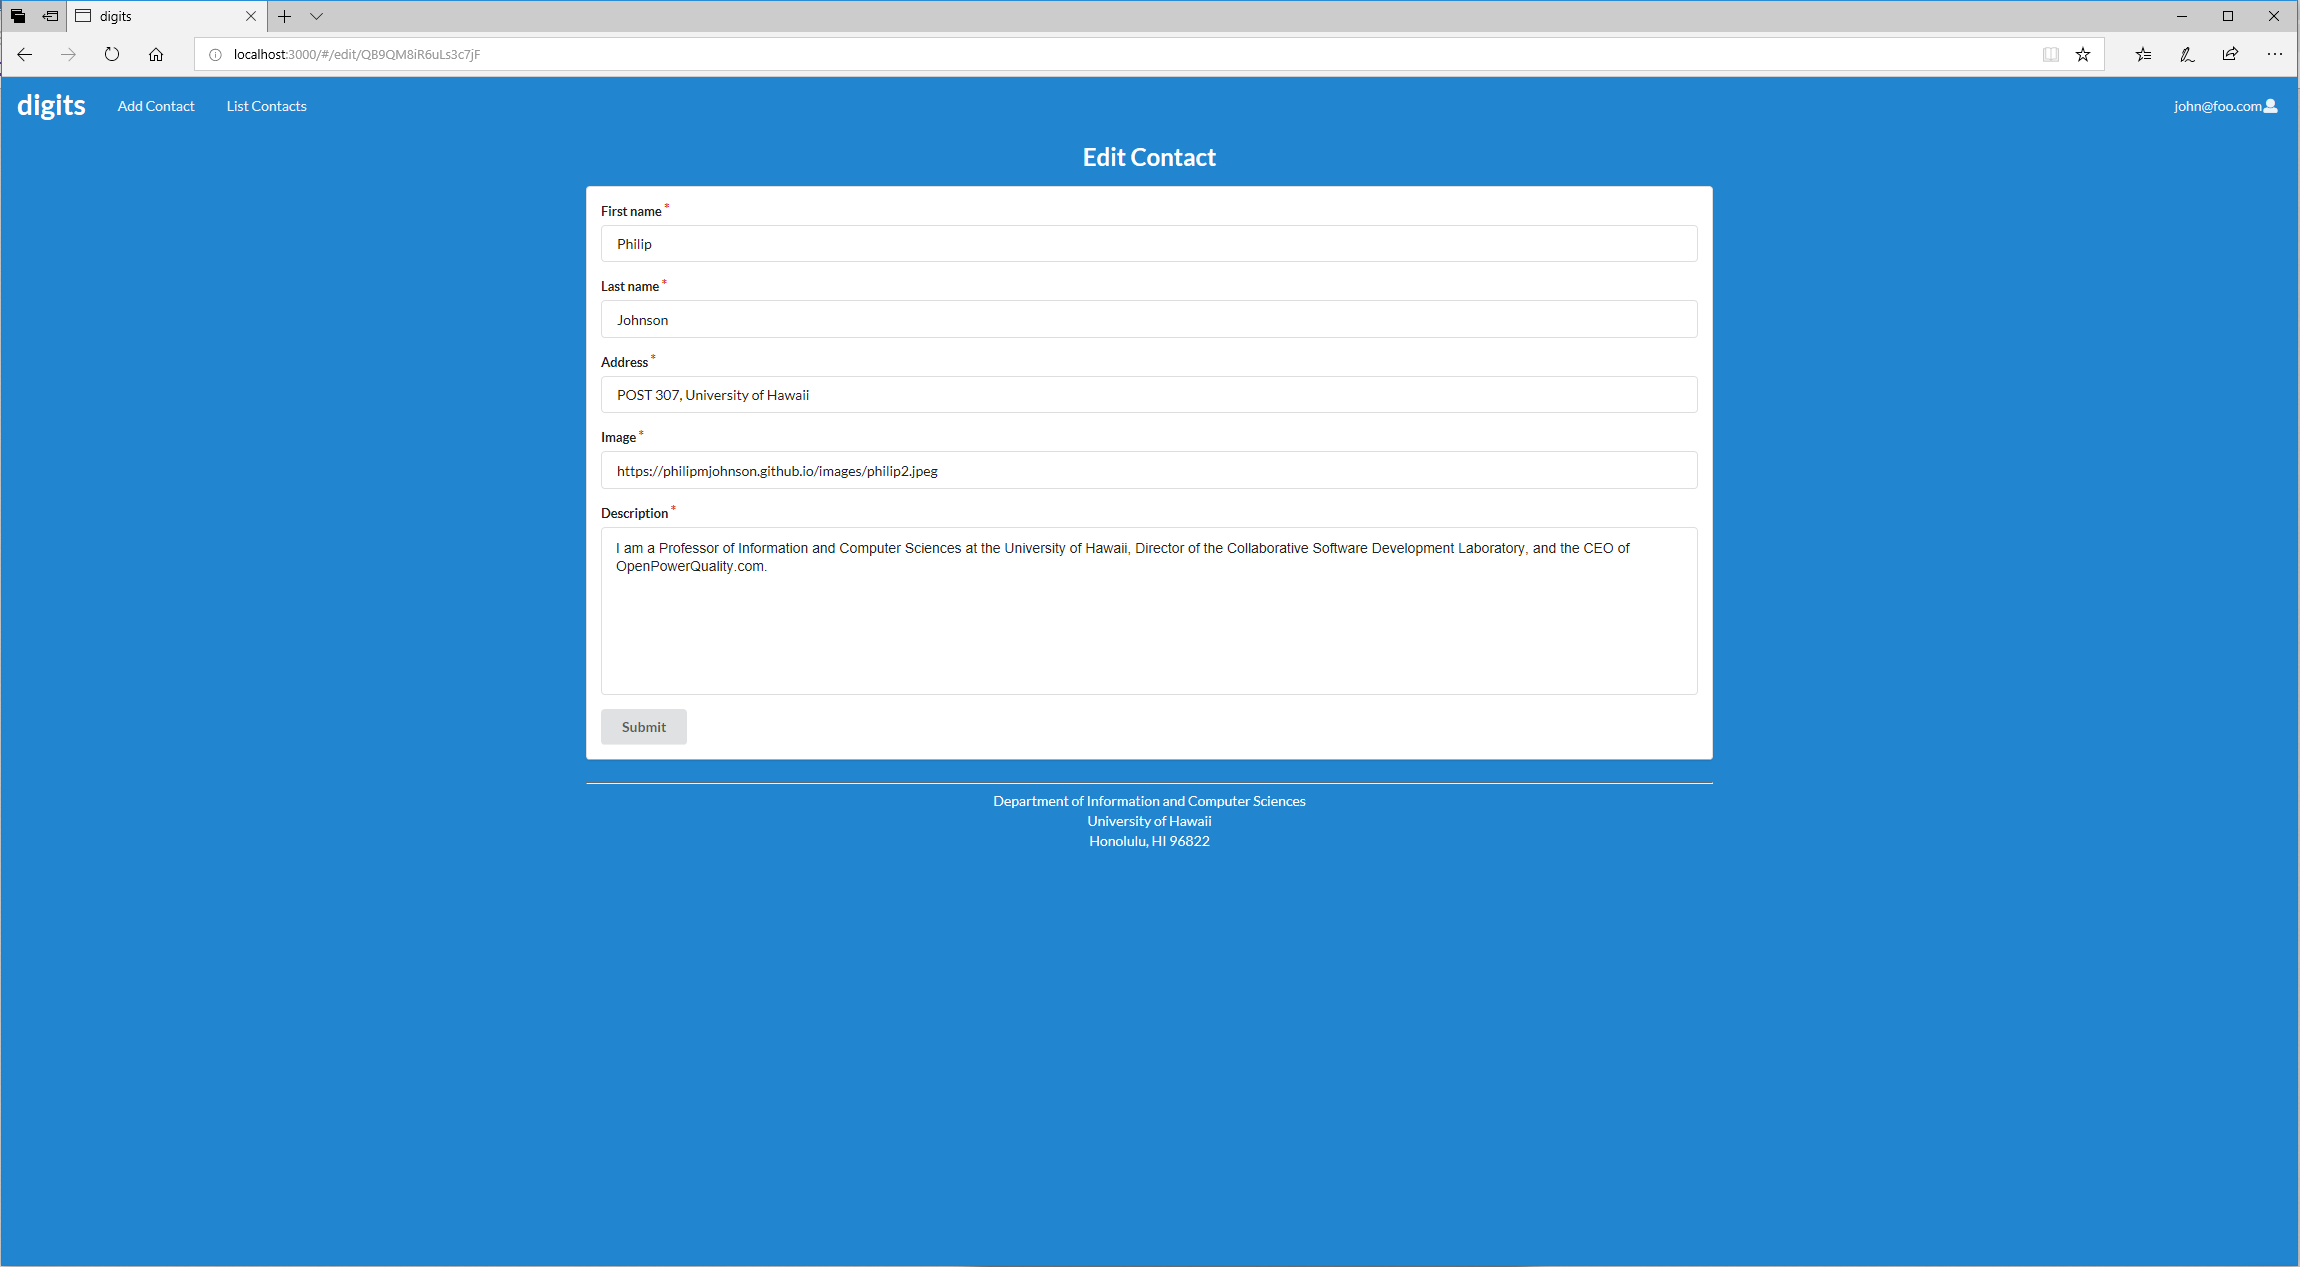 digits
localhost:3000/#/edit/QB9QM8iR6uLs3c7jF
digits Add Contact List Contacts john@foo.com
Edit Contact
First name *
Philip
Last name *
Johnson
Address *
POST 307, University of Hawaii
Image *
https://philipmjohnson.github.io/images/philip2.jpeg
Description *
I am a Professor of Information and Computer Sciences at the University of Hawaii, Director of the Collaborative Software Development Laboratory, and the CEO of
OpenPowerQuality.com.
Submit
Department of Information and Computer Sciences
University of Hawaii
Honolulu, HI 96822